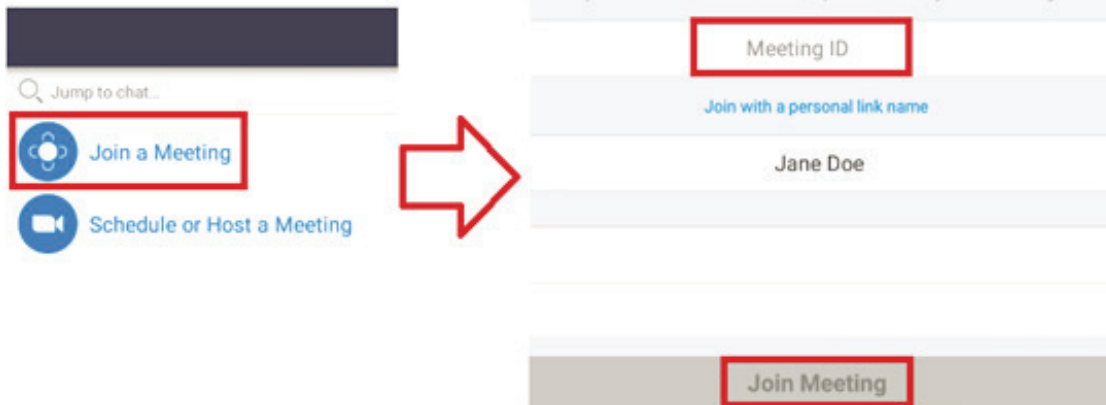 Jump to chat...
Join a Meeting
Schedule or Host a Meeting
Meeting ID
Join with a personal link name
Jane Doe
Join Meeting